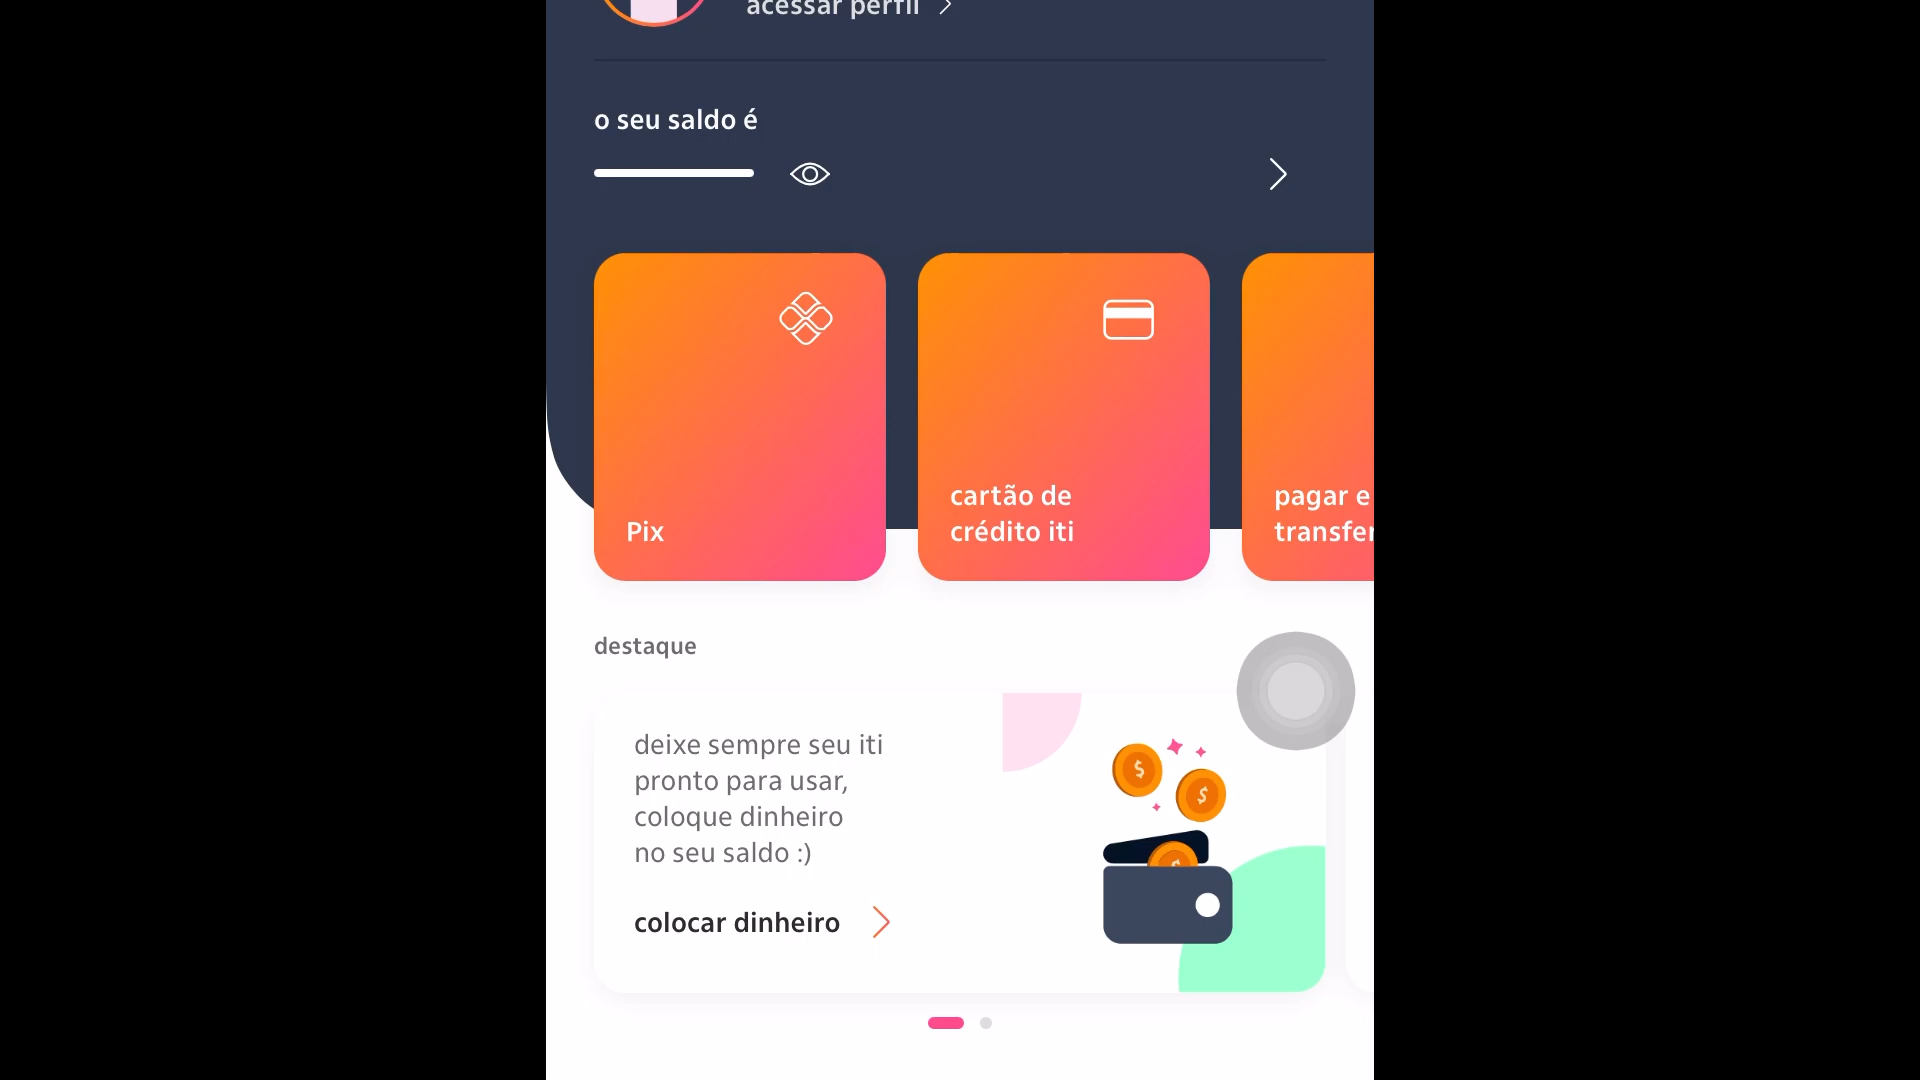 acessar perfil
o seu saldo é
Pix
cartão de
crédito iti
pagar e
transfer
destaque
deixe sempre seu iti
pronto para usar,
coloque dinheiro
no seu saldo :)
colocar dinheiro